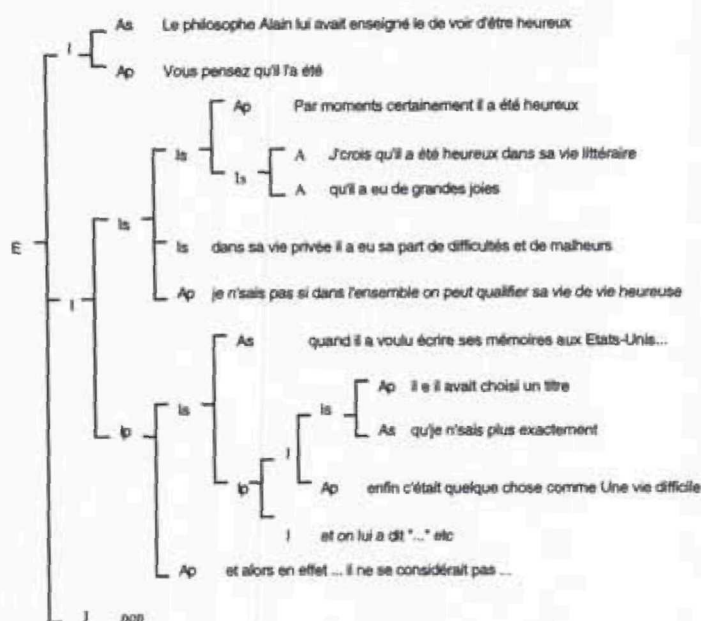 As Le philosophe Alain lui avait enseigné le de voir d'être heureux
I
Ap Vous pensez qu'il l'a été
Ap Par moments certainement il a été heureux
Is
A J'crois qu'il a été heureux dans sa vie littéraire
Is
A qu'il a eu de grandes joies
Is
E
Is dans sa vie privée il a eu sa part de difficultés et de malheurs
Ap je n'sais pas si dans l'ensemble on peut qualifier sa vie de vie heureuse
I
As quand il a voulu écrire ses mémoires aux Etats-Unis...
Ap il e il avait choisi un titre
Is
Is
As qu'je n'sais plus exactement
Ip
I
Ip
Ap enfin c'était quelque chose comme Une vie difficile
I et on lui a dit "..." etc
Ap et alors en effet ... il ne se considérait pas ...
I non